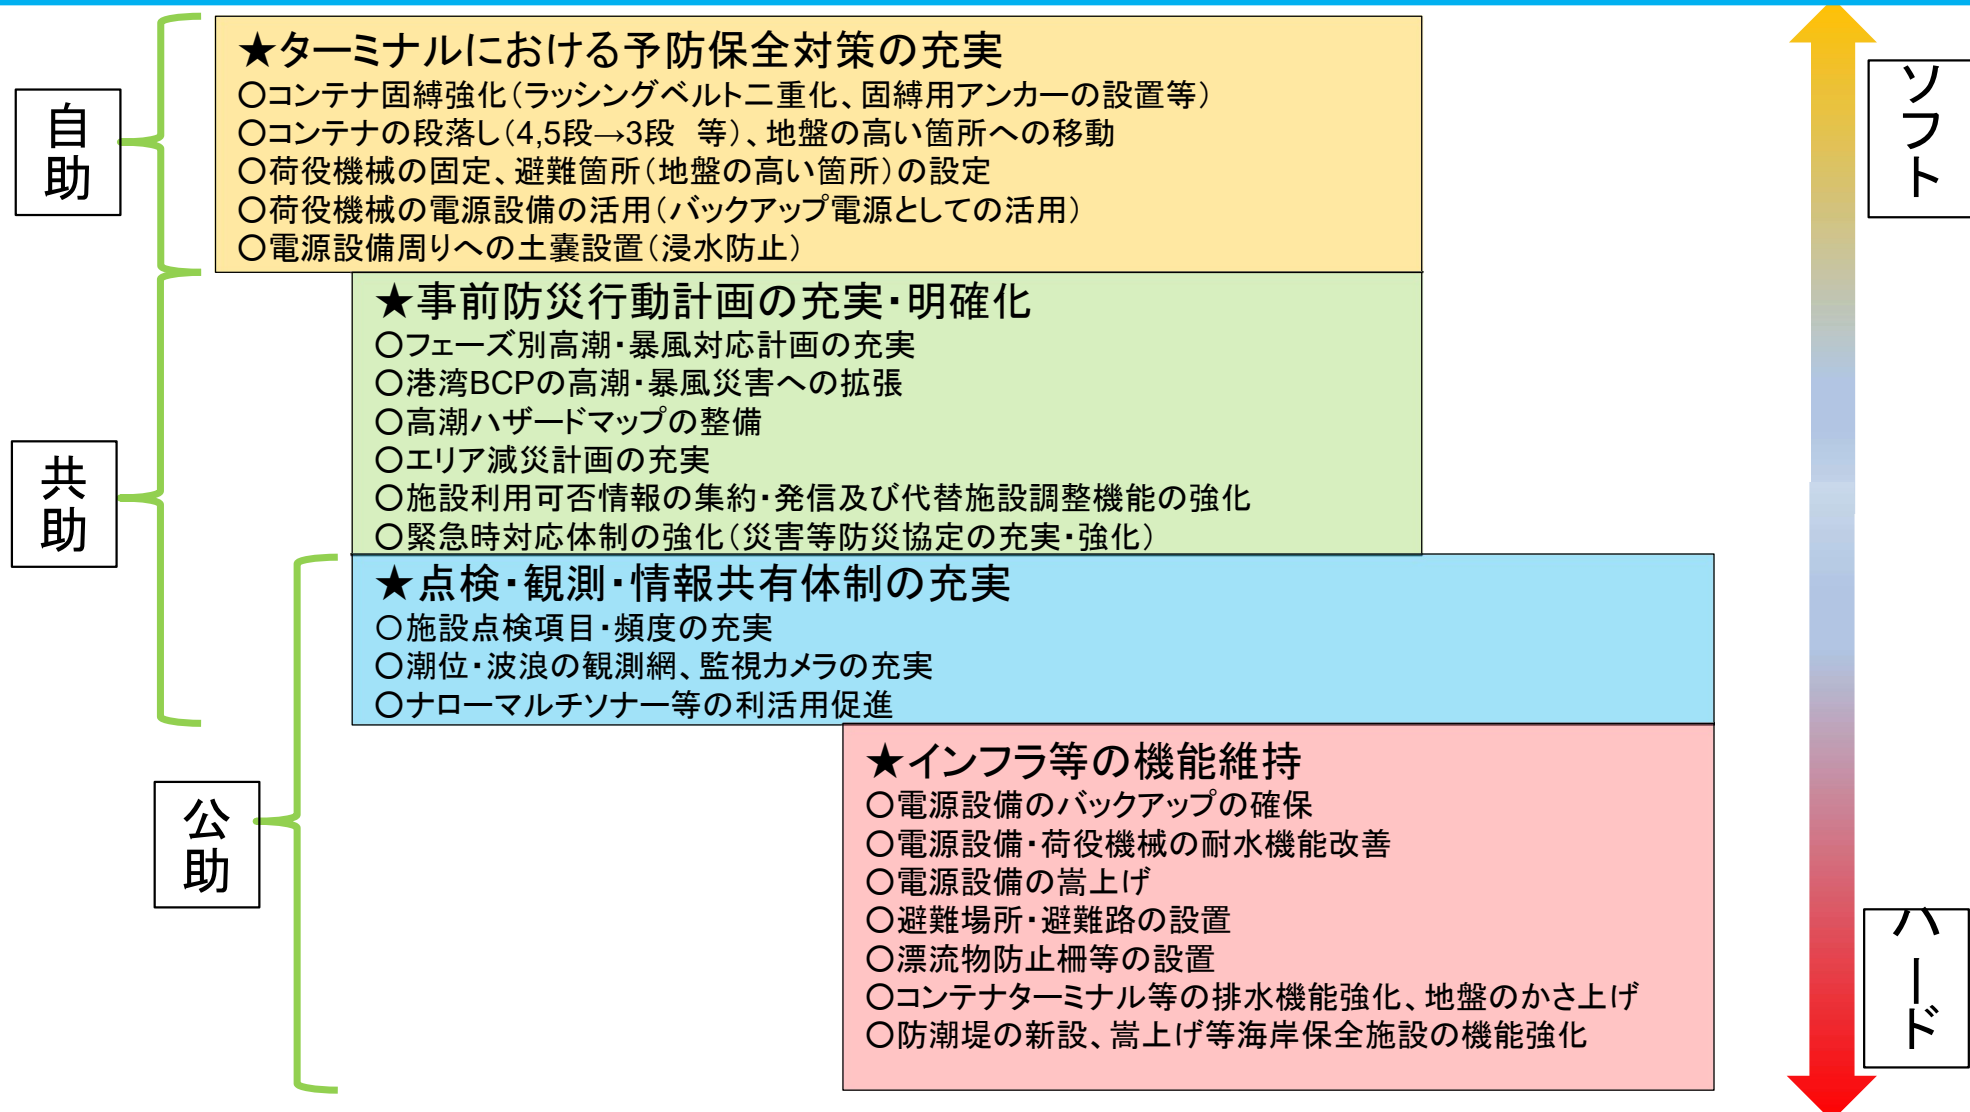 自助
★ターミナルにおける予防保全対策の充実
○コンテナ固縛強化（ラッシングベルト二重化、固縛用アンカーの設置等）
○コンテナの段落し（4,5段→3段 等）、地盤の高い箇所への移動
○荷役機械の固定、避難箇所（地盤の高い箇所）の設定
○荷役機械の電源設備の活用（バックアップ電源としての活用）
○電源設備周りへの土嚢設置（浸水防止）
ソフト
共助
★事前防災行動計画の充実・明確化
○フェーズ別高潮・暴風対応計画の充実
○港湾BCPの高潮・暴風災害への拡張
○高潮ハザードマップの整備
○エリア減災計画の充実
○施設利用可否情報の集約・発信及び代替施設調整機能の強化
○緊急時対応体制の強化（災害等防災協定の充実・強化）
★点検・観測・情報共有体制の充実
○施設点検項目・頻度の充実
○潮位・波浪の観測網、監視カメラの充実
○ナローマルチソナー等の利活用促進
公助
★インフラ等の機能維持
○電源設備のバックアップの確保
○電源設備・荷役機械の耐水機能改善
○電源設備の嵩上げ
○避難場所・避難路の設置
○漂流物防止柵等の設置
○コンテナターミナル等の排水機能強化、地盤のかさ上げ
○防潮堤の新設、嵩上げ等海岸保全施設の機能強化
ハード